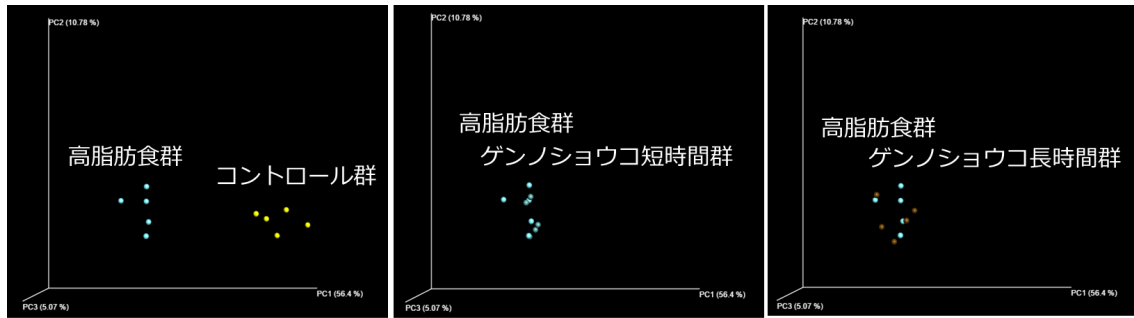 PC2 (10.78 %)
高脂肪食群
コントロール群
PC3 (5.07 %)
PC1 (56.4 %)
PC2 (10.78 %)
高脂肪食群
ゲンノショウコ短時間群
PC3 (5.07 %)
PC1 (56.4 %)
PC2 (10.78 %)
高脂肪食群
ゲンノショウコ長時間群
PC3 (5.07 %)
PC1 (56.4 %)